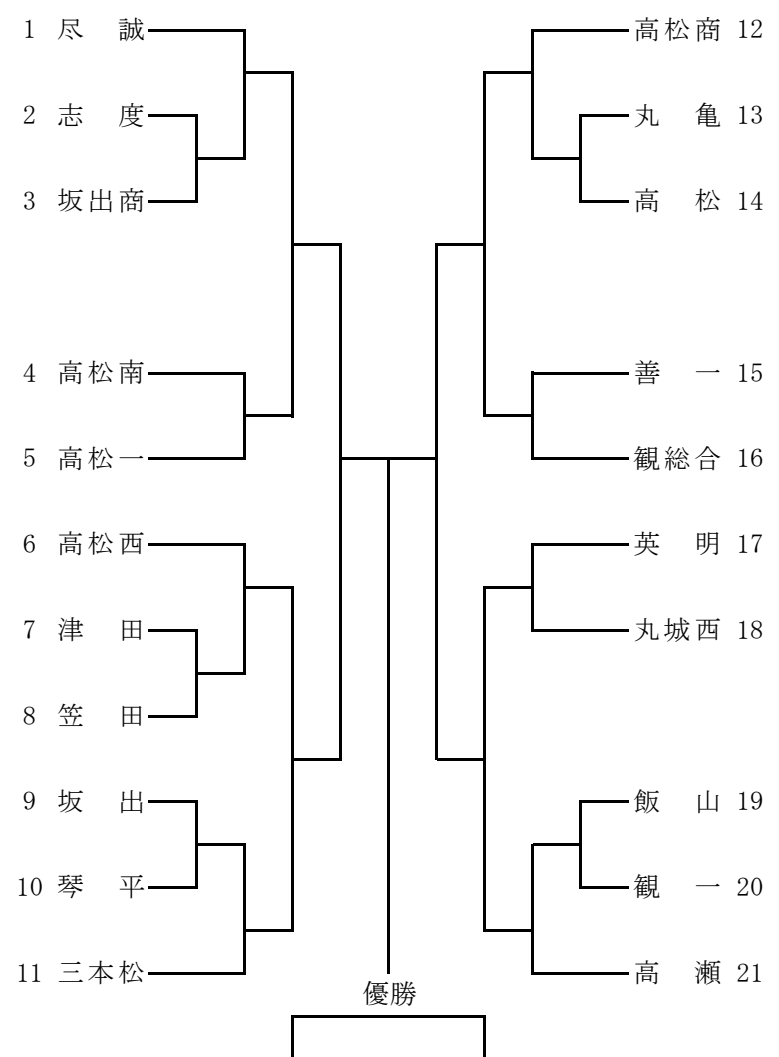 1 尽 誠
2 志 度
3 坂出商
4 高松南
5 高松一
6 高松西
7 津 田
8 笠 田
9 坂 出
10 琴 平
11 三本松
高松商 12
丸 亀 13
高 松 14
善 一 15
観総合 16
英 明 17
丸城西 18
飯 山 19
観 一 20
高 瀬 21
優勝